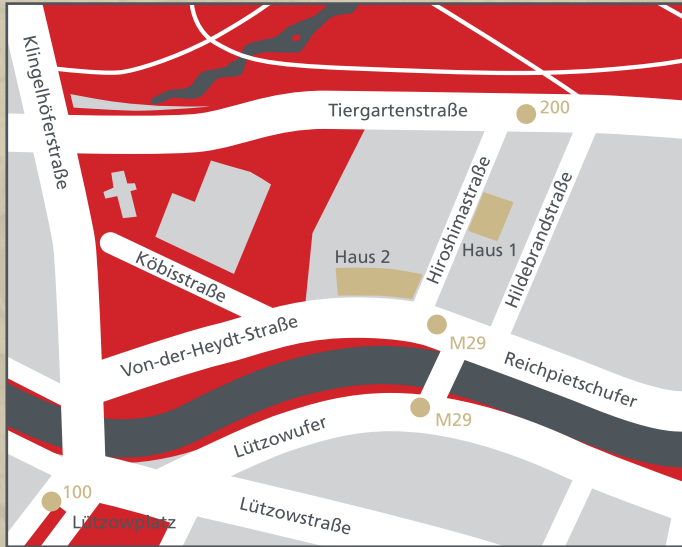 Klingelhöferstraße
Tiergartenstraße
200
Hiroshimastraße
Hildebrandstraße
Haus 1
Haus 2
Köbisstraße
Von-der-Heydt-Straße
M29
Reichpietschufer
M29
Lützowufer
100
Lützowplatz
Lützowstraße